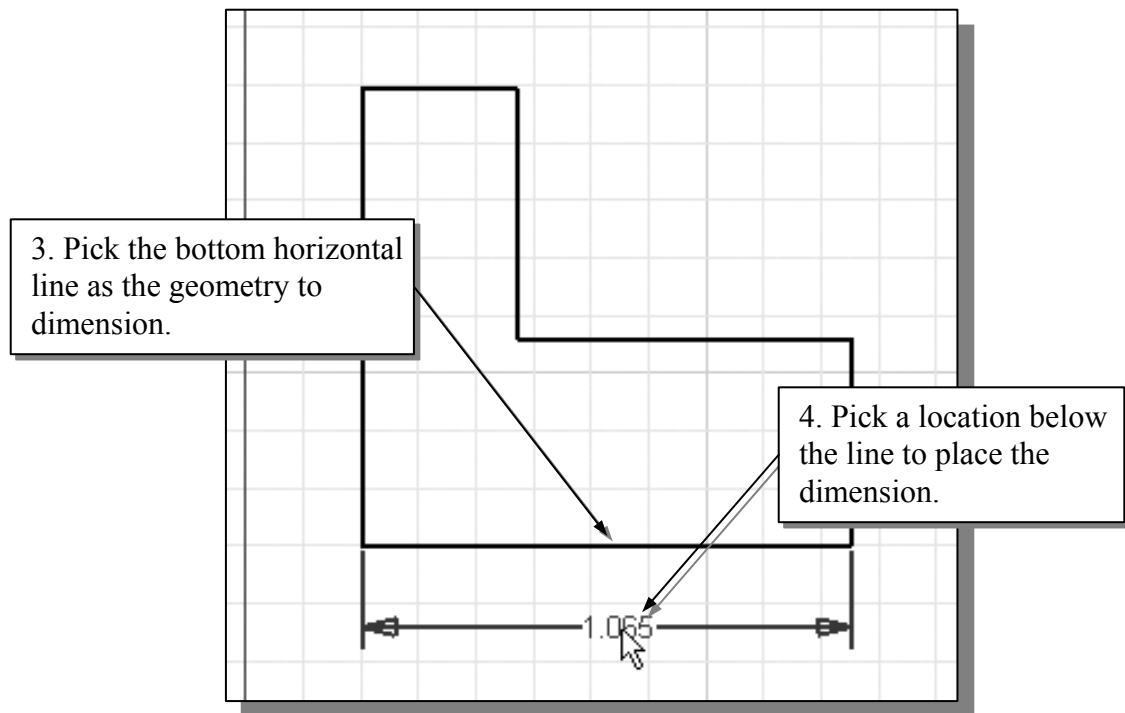 3. Pick the bottom horizontal
line as the geometry to
dimension.
4. Pick a location below
the line to place the
dimension.
1.065